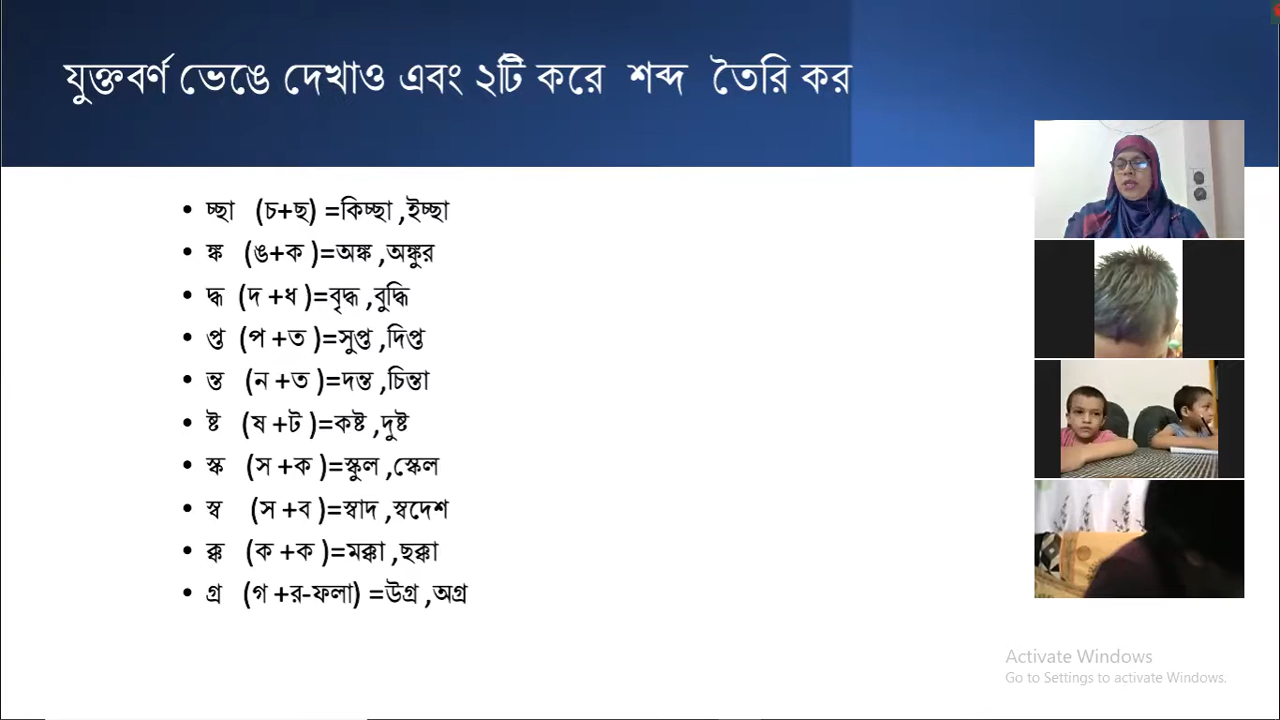 যুক্তবর্ণ ভেঙে দেখাও এবং ২টি করে শব্দ তৈরি কর
• চ্ছা (চ+ছ) =কিচ্ছা ,ইচ্ছা
• ঙ্ক (ঙ+ক )=অঙ্ক ,অঙ্কুর
• দ্ধ (দ +ধ )=বৃদ্ধ ,বুদ্ধি
• প্ত (প +ত )=সুপ্ত ,দিপ্ত
• ন্ত (ন +ত )=দন্ত ,চিন্তা
• ষ্ট (ষ +ট )=কষ্ট ,দুষ্ট
• স্ক (স +ক )=স্কুল ,স্কেল
• স্ব (স +ব )=স্বাদ ,স্বদেশ
• ক্ক (ক +ক )=মক্কা ,ছক্কা
• গ্র (গ +র-ফলা) =উগ্র ,অগ্র
Activate Windows
Go to Settings to activate Windows.